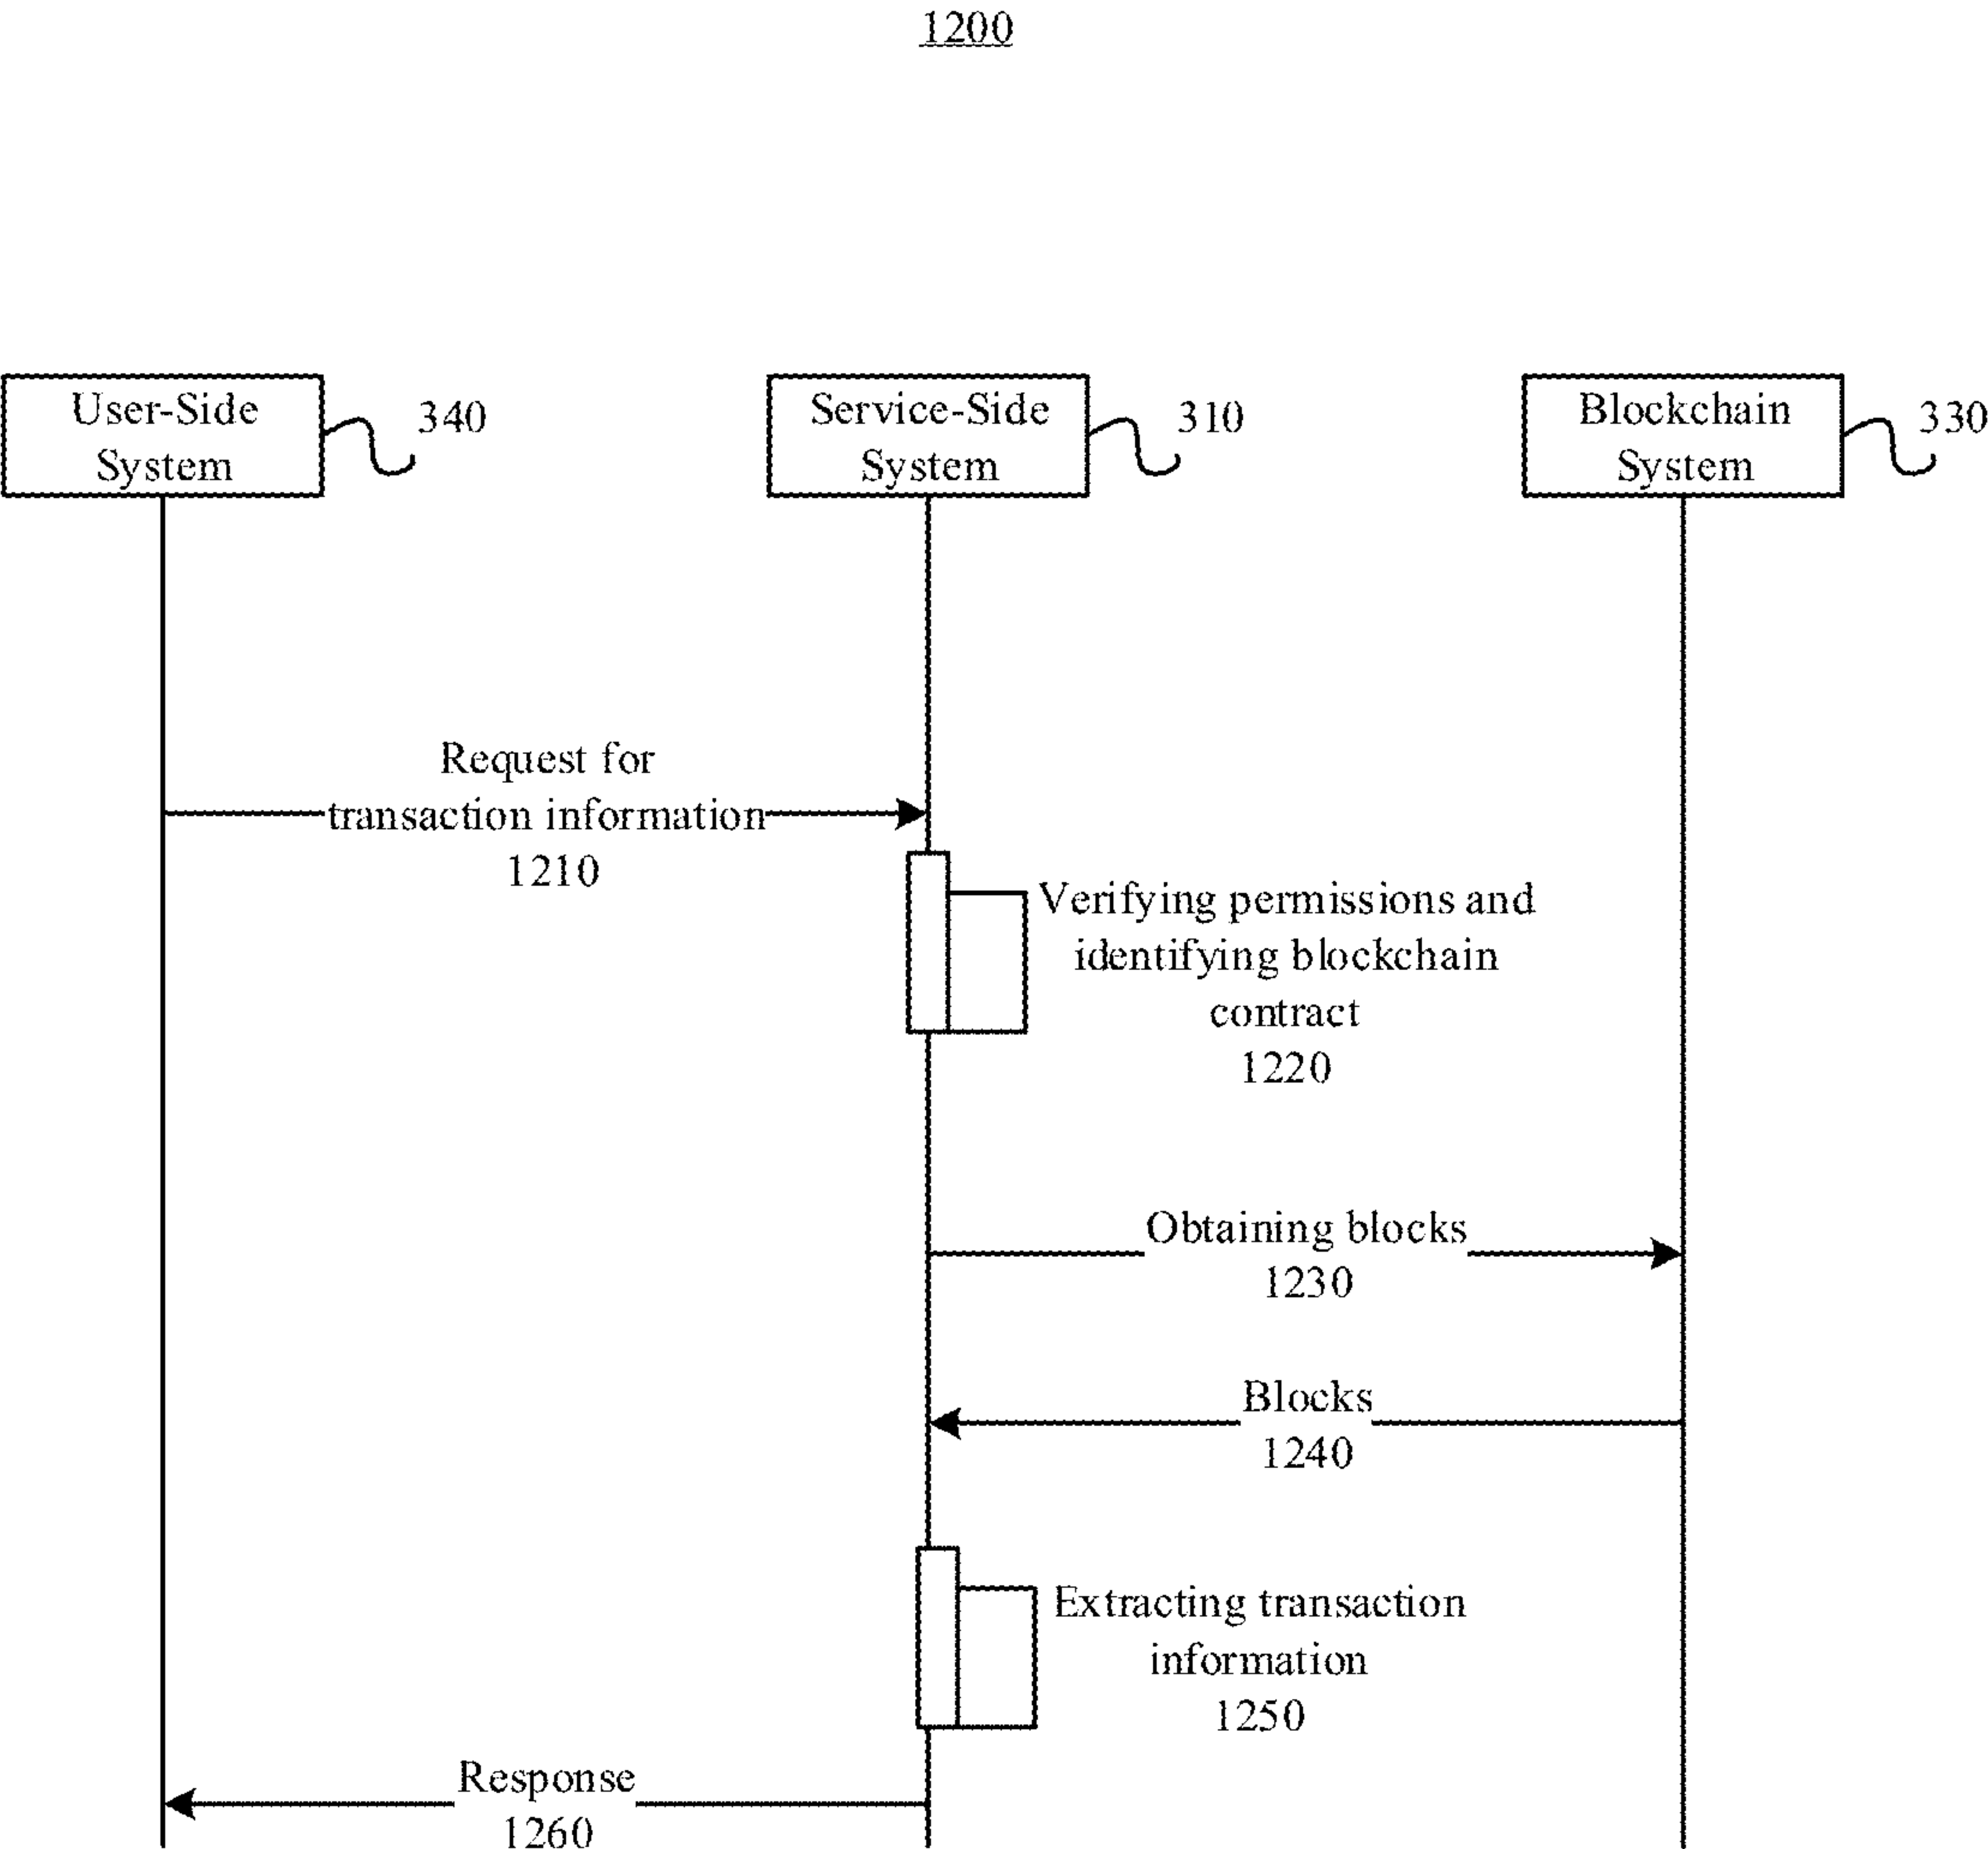 1200
User-Side
System
340
Service-Side
System
310
Blockchain
System
330
Request for
transaction information
1210
Verifying permissions and
identifying blockchain
contract
1220
Obtaining blocks
1230
Blocks
1240
Extracting transaction
information
1250
Response
1260